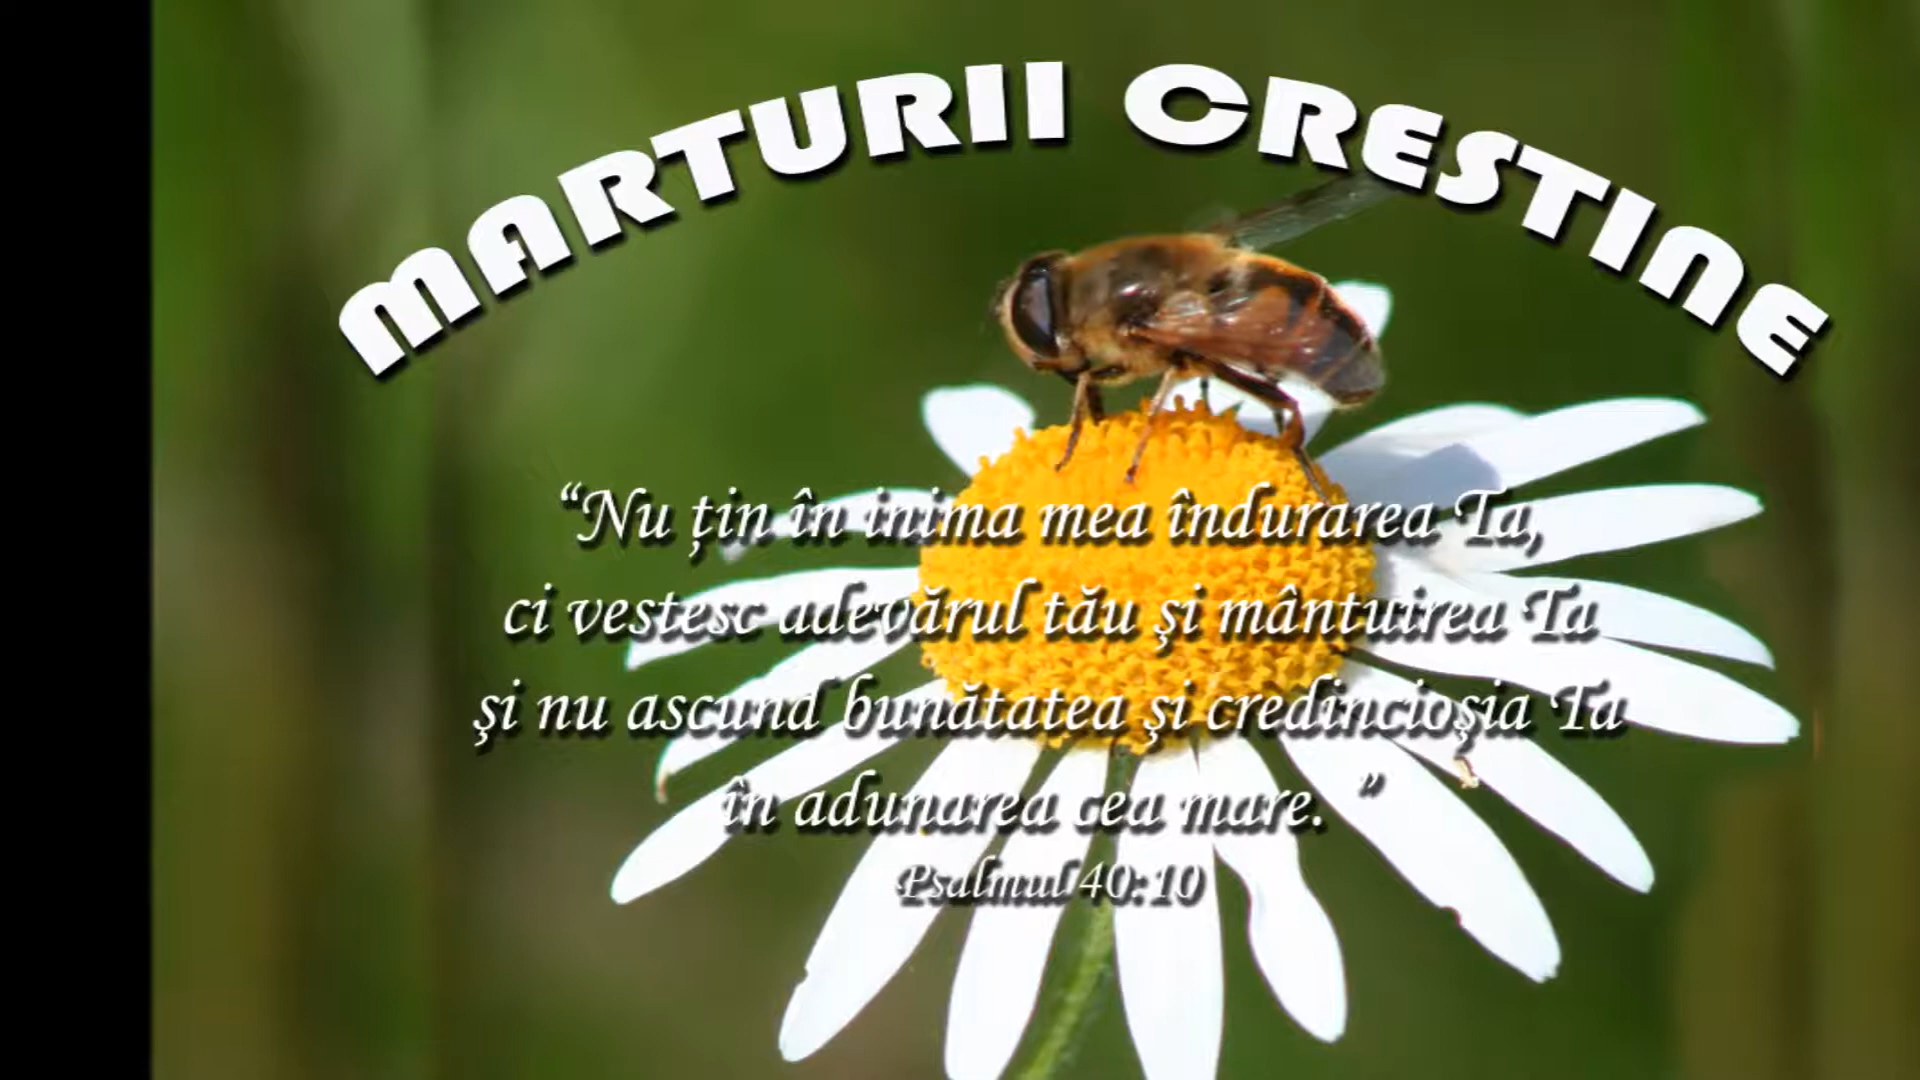 MARTURII CRESTINE
“Nu țin în inima mea îndurarea Ta,
ci vestesc adevărul tău şi mântuirea Ta
şi nu ascund bunătatea şi credincioşia Ta
în adunarea cea mare. ”
Psalmul 40:10